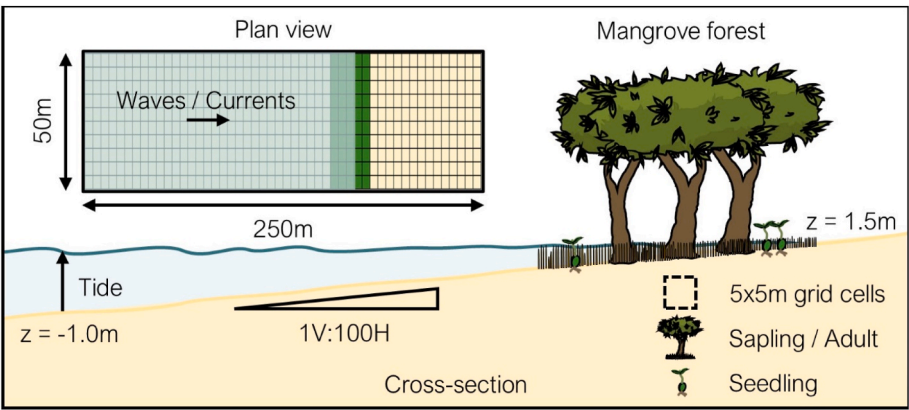 Plan view
Mangrove forest
Waves / Currents
50m
250m
z = 1.5m
Tide
z = -1.0m
1V:100H
5x5m grid cells
Sapling / Adult
Seedling
Cross-section